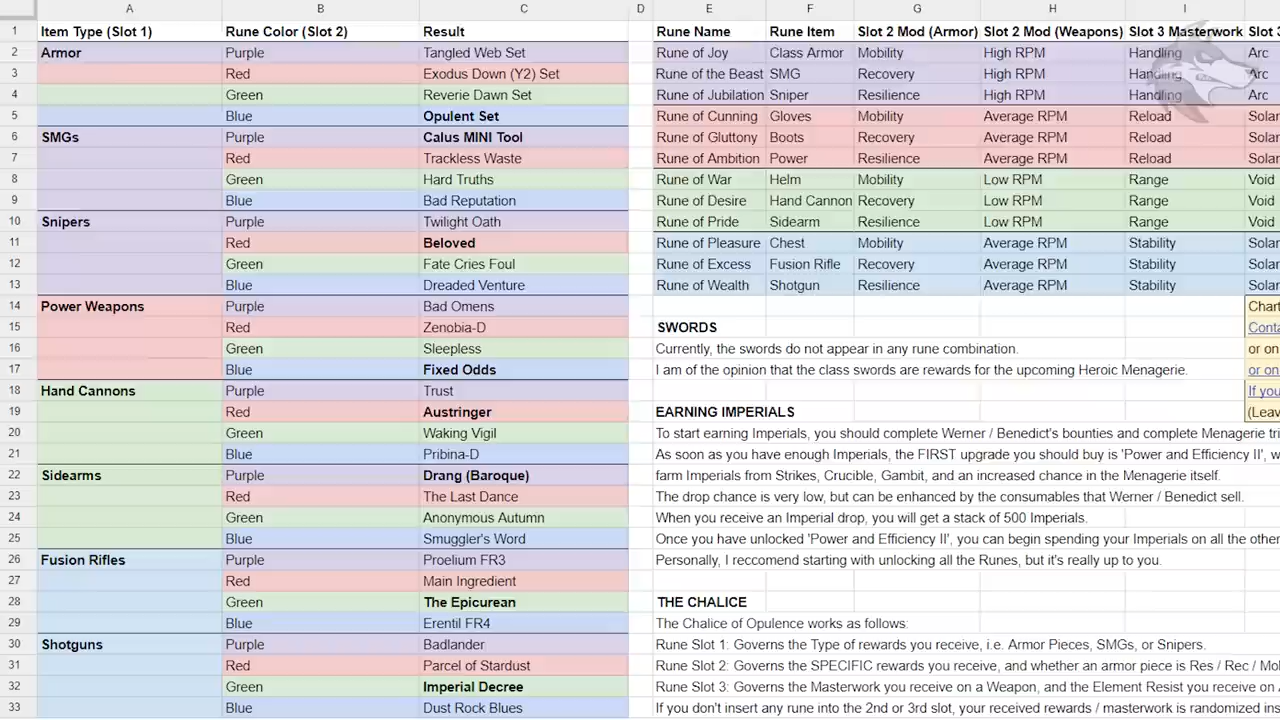 A B C D E F G H I
1 Item Type (Slot 1) Rune Color (Slot 2) Result Rune Name Rune Item Slot 2 Mod (Armor) Slot 2 Mod (Weapons) Slot 3 Masterwork Slot
2 Armor Purple Tangled Web Set Rune of Joy Class Armor Mobility High RPM Handling Arc
3 Red Exodus Down (Y2) Set Rune of the Beast SMG Recovery High RPM Handling Arc
4 Green Reverie Dawn Set Rune of Jubilation Sniper Resilience High RPM Handling Arc
5 Blue Opulent Set Rune of Cunning Gloves Mobility Average RPM Reload Solar
6 SMGs Purple Calus MINI Tool Rune of Gluttony Boots Recovery Average RPM Reload Solar
7 Red Trackless Waste Rune of Ambition Power Resilience Average RPM Reload Solar
8 Green Hard Truths Rune of War Helm Mobility Low RPM Range Void
9 Blue Bad Reputation Rune of Desire Hand Cannon Recovery Low RPM Range Void
10 Snipers Purple Twilight Oath Rune of Pride Sidearm Resilience Low RPM Range Void
11 Red Beloved Rune of Pleasure Chest Mobility Average RPM Stability Solar
12 Green Fate Cries Foul Rune of Excess Fusion Rifle Recovery Average RPM Stability Solar
13 Blue Dreaded Venture Rune of Wealth Shotgun Resilience Average RPM Stability Solar
14 Power Weapons Purple Bad Omens Chart
15 Red Zenobia-D SWORDS Conta
16 Green Sleepless Currently, the swords do not appear in any rune combination. or on
17 Blue Fixed Odds I am of the opinion that the class swords are rewards for the upcoming Heroic Menagerie. or on
18 Hand Cannons Purple Trust If you
19 Red Austringer EARNING IMPERIALS (Leav
20 Green Waking Vigil To start earning Imperials, you should complete Werner / Benedict's bounties and complete Menagerie tri
21 Blue Pribina-D As soon as you have enough Imperials, the FIRST upgrade you should buy is 'Power and Efficiency II', w
22 Sidearms Purple Drang (Baroque) farm Imperials from Strikes, Crucible, Gambit, and an increased chance in the Menagerie itself.
23 Red The Last Dance The drop chance is very low, but can be enhanced by the consumables that Werner / Benedict sell.
24 Green Anonymous Autumn When you receive an Imperial drop, you will get a stack of 500 Imperials.
25 Blue Smuggler's Word Once you have unlocked 'Power and Efficiency II', you can begin spending your Imperials on all the other
26 Fusion Rifles Purple Proelium FR3 Personally, I reccomend starting with unlocking all the Runes, but it's really up to you.
27 Red Main Ingredient
28 Green The Epicurean THE CHALICE
29 Blue Erentil FR4 The Chalice of Opulence works as follows:
30 Shotguns Purple Badlander Rune Slot 1: Governs the Type of rewards you receive, i.e. Armor Pieces, SMGs, or Snipers.
31 Red Parcel of Stardust Rune Slot 2: Governs the SPECIFIC rewards you receive, and whether an armor piece is Res / Rec / Mol
32 Green Imperial Decree Rune Slot 3: Governs the Masterwork you receive on a Weapon, and the Element Resist you receive on
33 Blue Dust Rock Blues If you don't insert any rune into the 2nd or 3rd slot, your received rewards / masterwork is randomized ins